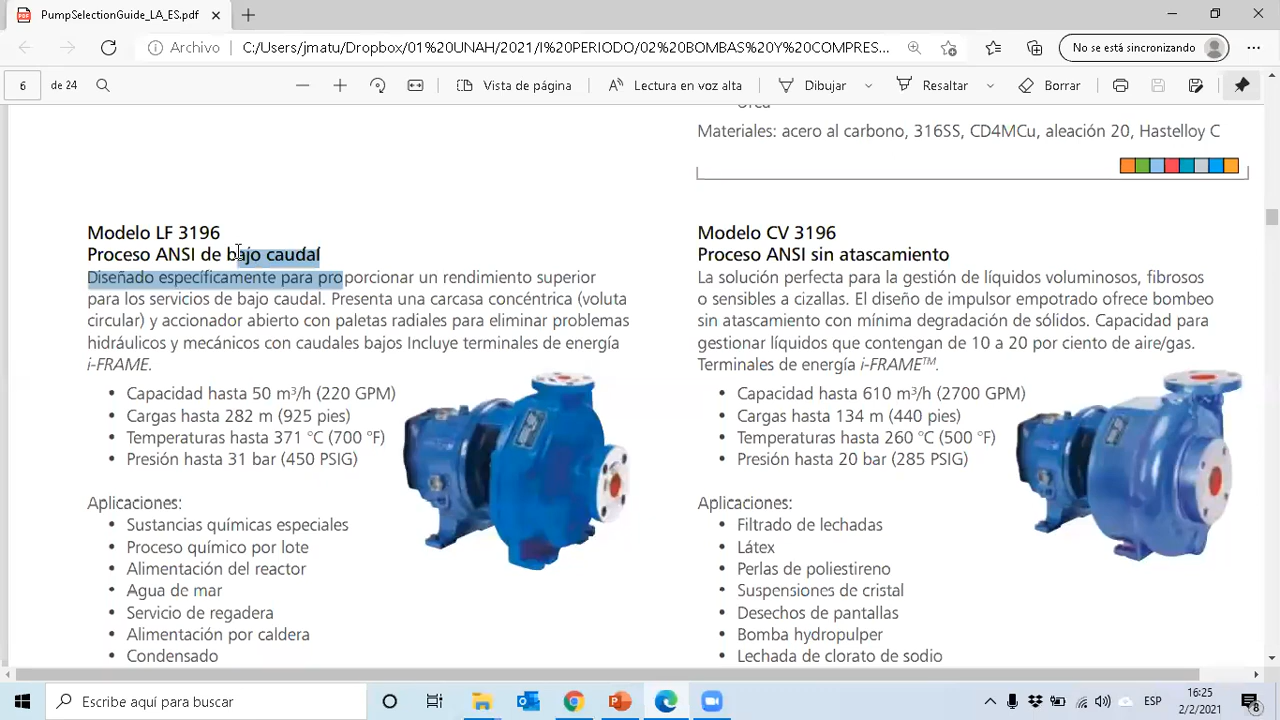 PumpSelectionGuide_LA_ES.pdf
Archivo
C:/Users/jmatu/Dropbox/01%20UNAH/2021/I%20PERIODO/02%20BOMBAS%20Y%20COMPRES...
No se está sincronizando
6 de 24
Vista de página
Lectura en voz alta
Dibujar
Resaltar
Borrar
Materiales: acero al carbono, 316SS, CD4MCu, aleación 20, Hastelloy C
Modelo LF 3196
Proceso ANSI de bajo caudal
Diseñado específicamente para proporcionar un rendimiento superior
para los servicios de bajo caudal. Presenta una carcasa concéntrica (voluta
circular) y accionador abierto con paletas radiales para eliminar problemas
hidráulicos y mecánicos con caudales bajos Incluye terminales de energía
i-FRAME.
• Capacidad hasta 50 m³/h (220 GPM)
• Cargas hasta 282 m (925 pies)
• Temperaturas hasta 371 °C (700 °F)
• Presión hasta 31 bar (450 PSIG)
Aplicaciones:
• Sustancias químicas especiales
• Proceso químico por lote
• Alimentación del reactor
• Agua de mar
• Servicio de regadera
• Alimentación por caldera
• Condensado
Modelo CV 3196
Proceso ANSI sin atascamiento
La solución perfecta para la gestión de líquidos voluminosos, fibrosos
o sensibles a cizallas. El diseño de impulsor empotrado ofrece bombeo
sin atascamiento con mínima degradación de sólidos. Capacidad para
gestionar líquidos que contengan de 10 a 20 por ciento de aire/gas.
Terminales de energía i-FRAME™.
• Capacidad hasta 610 m³/h (2700 GPM)
• Cargas hasta 134 m (440 pies)
• Temperaturas hasta 260 °C (500 °F)
• Presión hasta 20 bar (285 PSIG)
Aplicaciones:
• Filtrado de lechadas
• Látex
• Perlas de poliestireno
• Suspensiones de cristal
• Desechos de pantallas
• Bomba hydropulper
• Lechada de clorato de sodio
Escribe aquí para buscar
ESP
16:25
2/2/2021
8